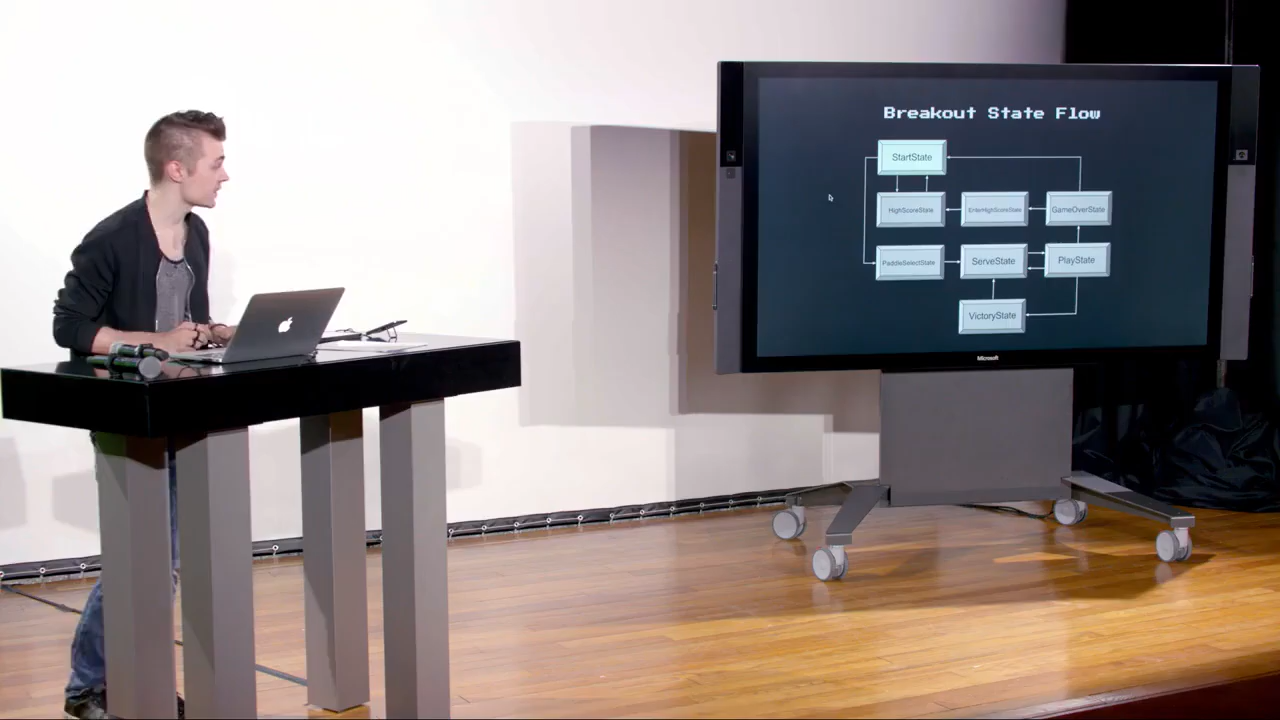 Breakout State Flow
StartState
HighScoreState
EnterHighScoreState
GameOverState
PaddleSelectState
ServeState
PlayState
VictoryState
Microsoft